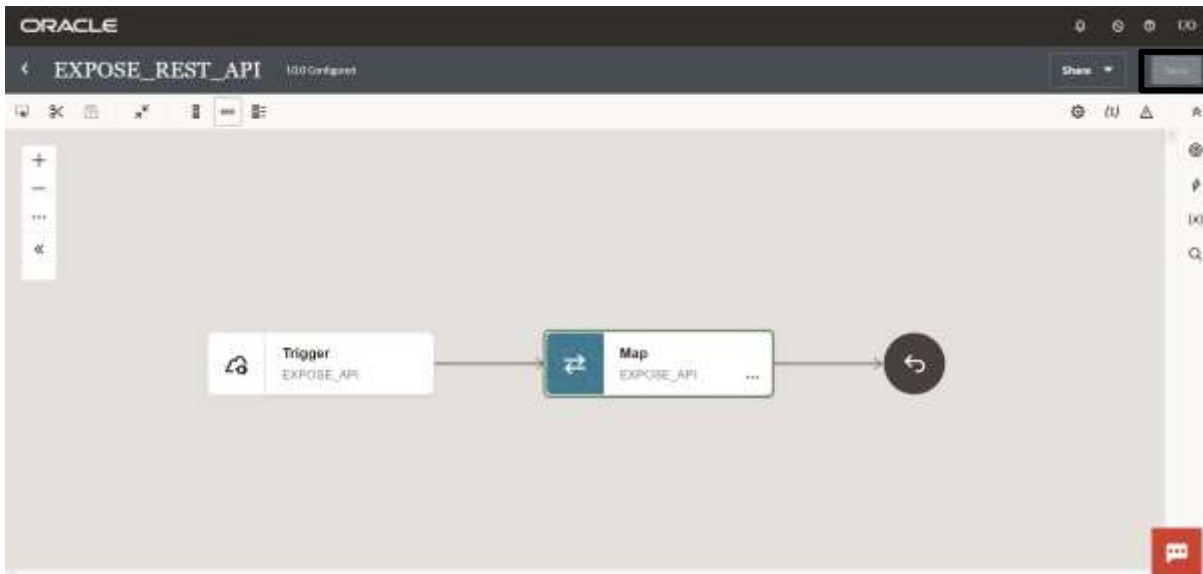 ORACLE
EXPOSE_REST_API
Share
Trigger
EXPOSE_API
Map
EXPOSE_API